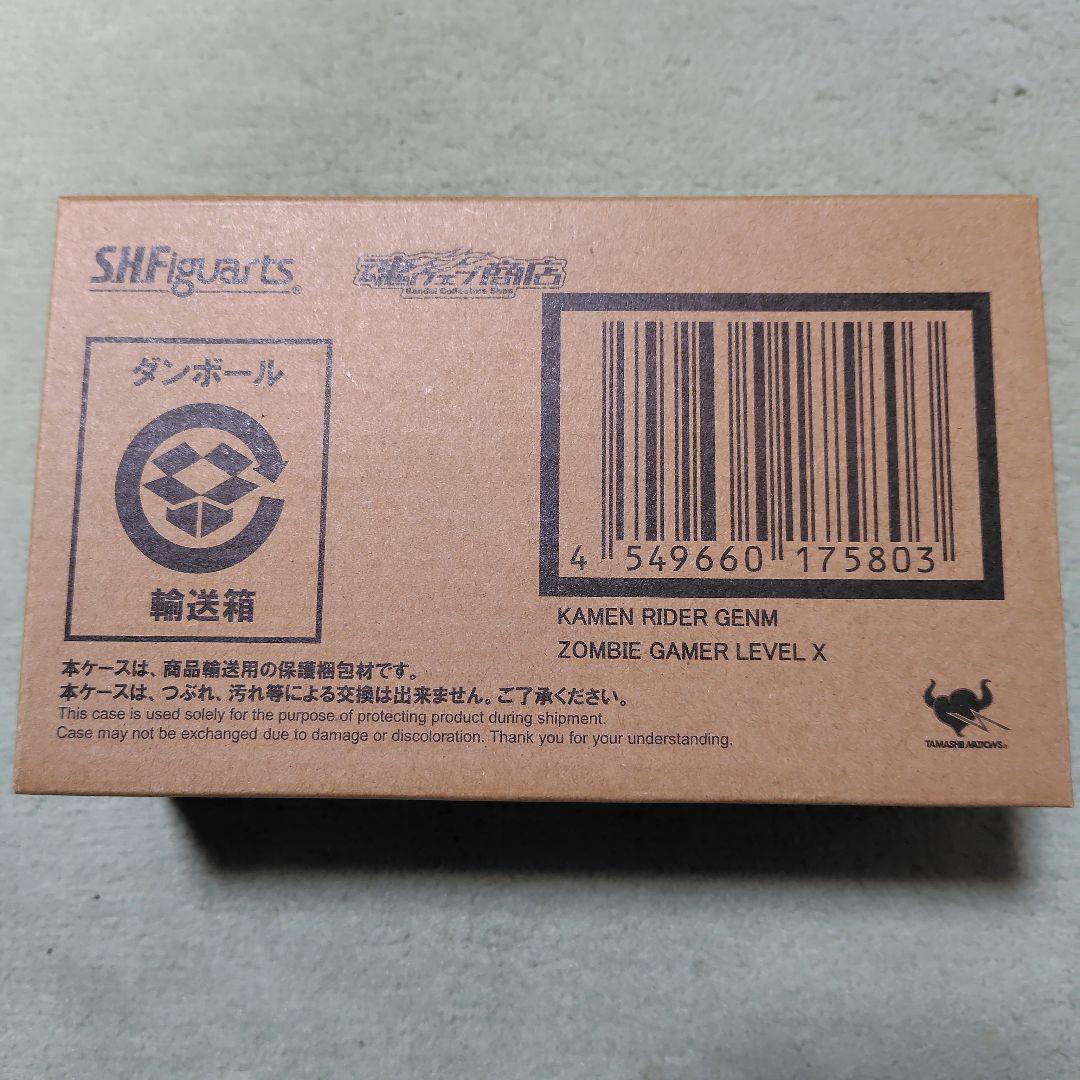 S.H.Figuarts®
魂ウェブ商店
Bandai Collectors Shop
ダンボール
輸送箱
4 549660 175803
KAMEN RIDER GENM
ZOMBIE GAMER LEVEL X
本ケースは、商品輸送用の保護梱包材です。
本ケースは、つぶれ、汚れ等による交換は出来ません。ご了承ください。
This case is used solely for the purpose of protecting product during shipment.
Case may not be exchanged due to damage or discoloration. Thank you for your understanding.
TAMASHII NATIONS®